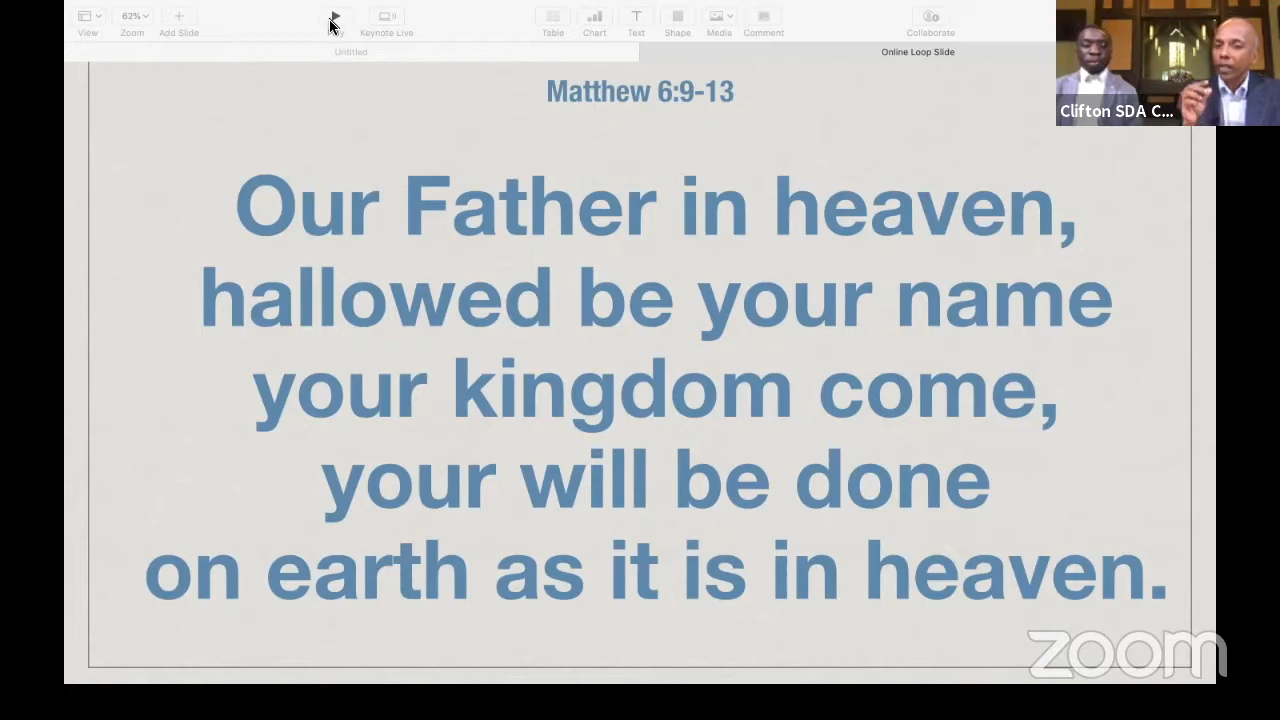 View
62%
Zoom
Add Slide
Keynote Live
Table
Chart
Text
Shape
Media
Comment
Collaborate
Untitled
Online Loop Slide
Clifton SDA C...
Matthew 6:9-13
Our Father in heaven,
hallowed be your name
your kingdom come,
your will be done
on earth as it is in heaven.
zoom